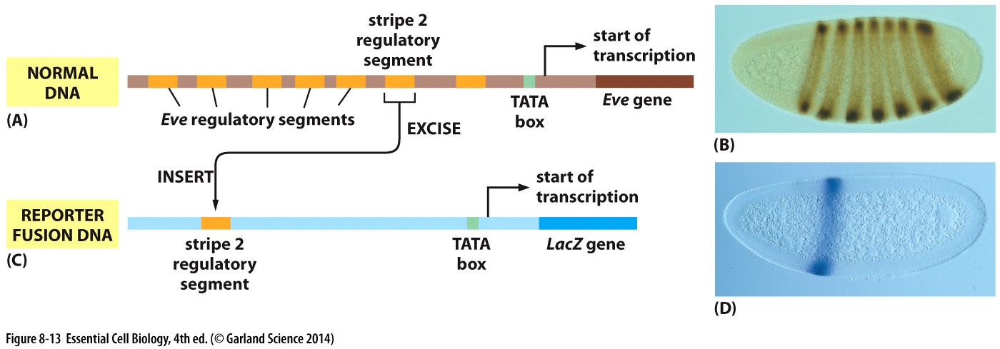 stripe 2
regulatory
segment
start of
transcription
NORMAL
DNA
(A)
Eve regulatory segments
TATA
box
Eve gene
EXCISE
(B)
INSERT
start of
transcription
REPORTER
FUSION DNA
(C)
stripe 2
regulatory
segment
TATA
box
LacZ gene
(D)
Figure 8-13 Essential Cell Biology, 4th ed. (© Garland Science 2014)